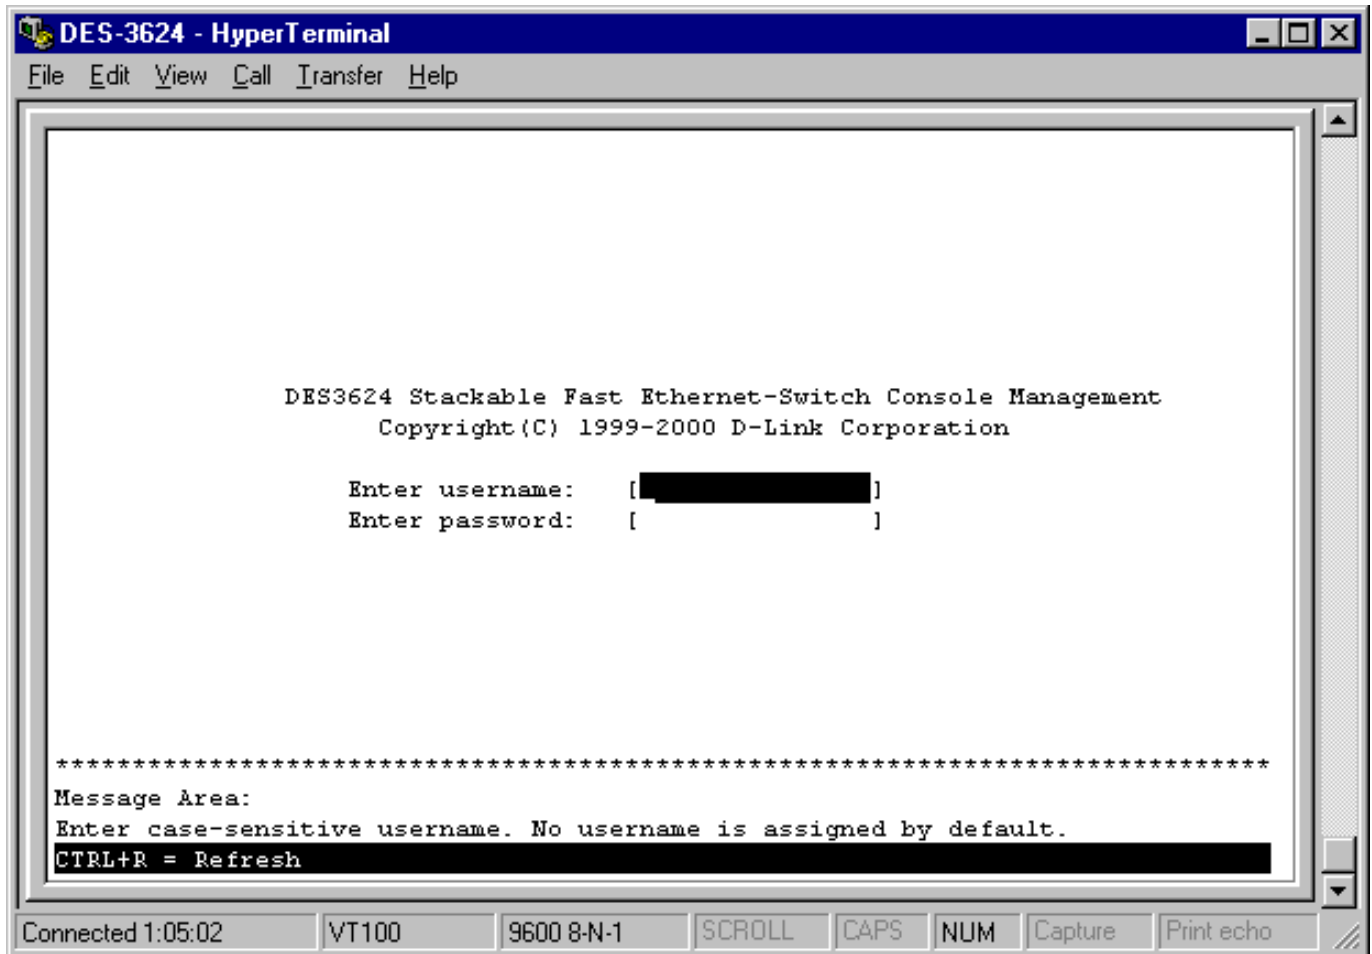 DES-3624 - HyperTerminal
File Edit View Call Transfer Help
DES3624 Stackable Fast Ethernet-Switch Console Management
Copyright(C) 1999-2000 D-Link Corporation
Enter username: [ ]
Enter password: [ ]
*******************************************************************************
Message Area:
Enter case-sensitive username. No username is assigned by default.
CTRL+R = Refresh
Connected 1:05:02 VT100 9600 8-N-1 SCROLL CAPS NUM Capture Print echo